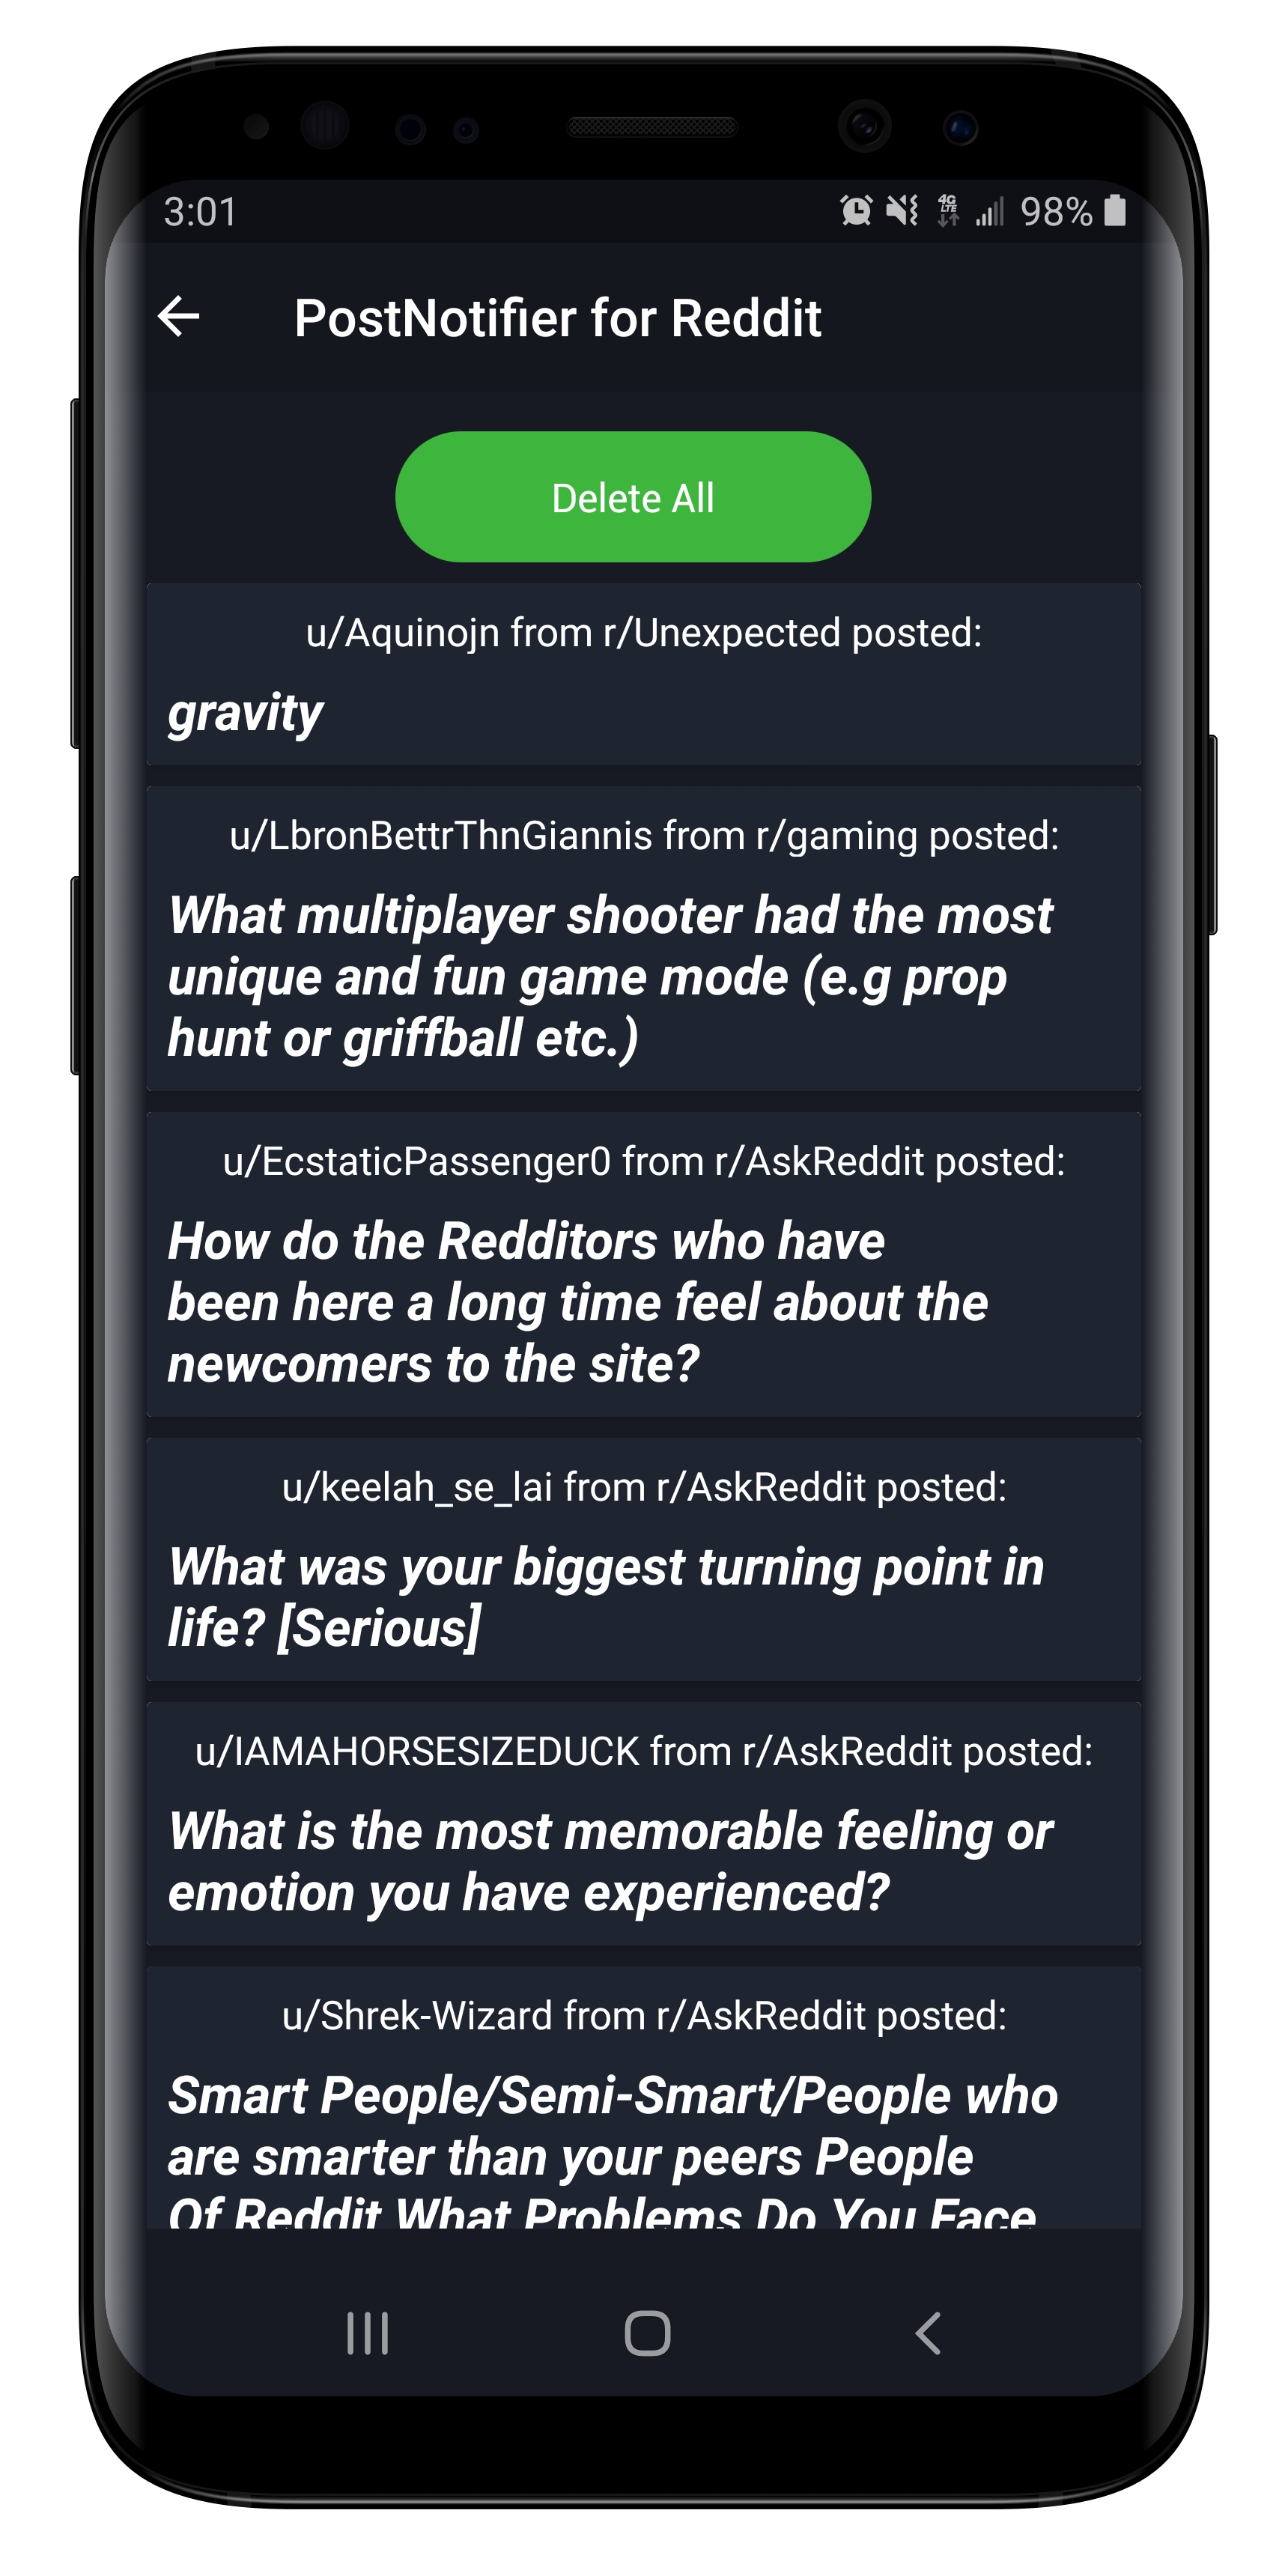 3:01
4G
LTE
98%
PostNotifier for Reddit
Delete All
u/Aquinojn from r/Unexpected posted:
gravity
u/LbronBettrThnGiannis from r/gaming posted:
What multiplayer shooter had the most
unique and fun game mode (e.g prop
hunt or griffball etc.)
u/EcstaticPassenger0 from r/AskReddit posted:
How do the Redditors who have
been here a long time feel about the
newcomers to the site?
u/keelah_se_lai from r/AskReddit posted:
What was your biggest turning point in
life? [Serious]
u/IAMAHORSESIZEDUCK from r/AskReddit posted:
What is the most memorable feeling or
emotion you have experienced?
u/Shrek-Wizard from r/AskReddit posted:
Smart People/Semi-Smart/People who
are smarter than your peers People
Of Reddit What Problems Do You Face